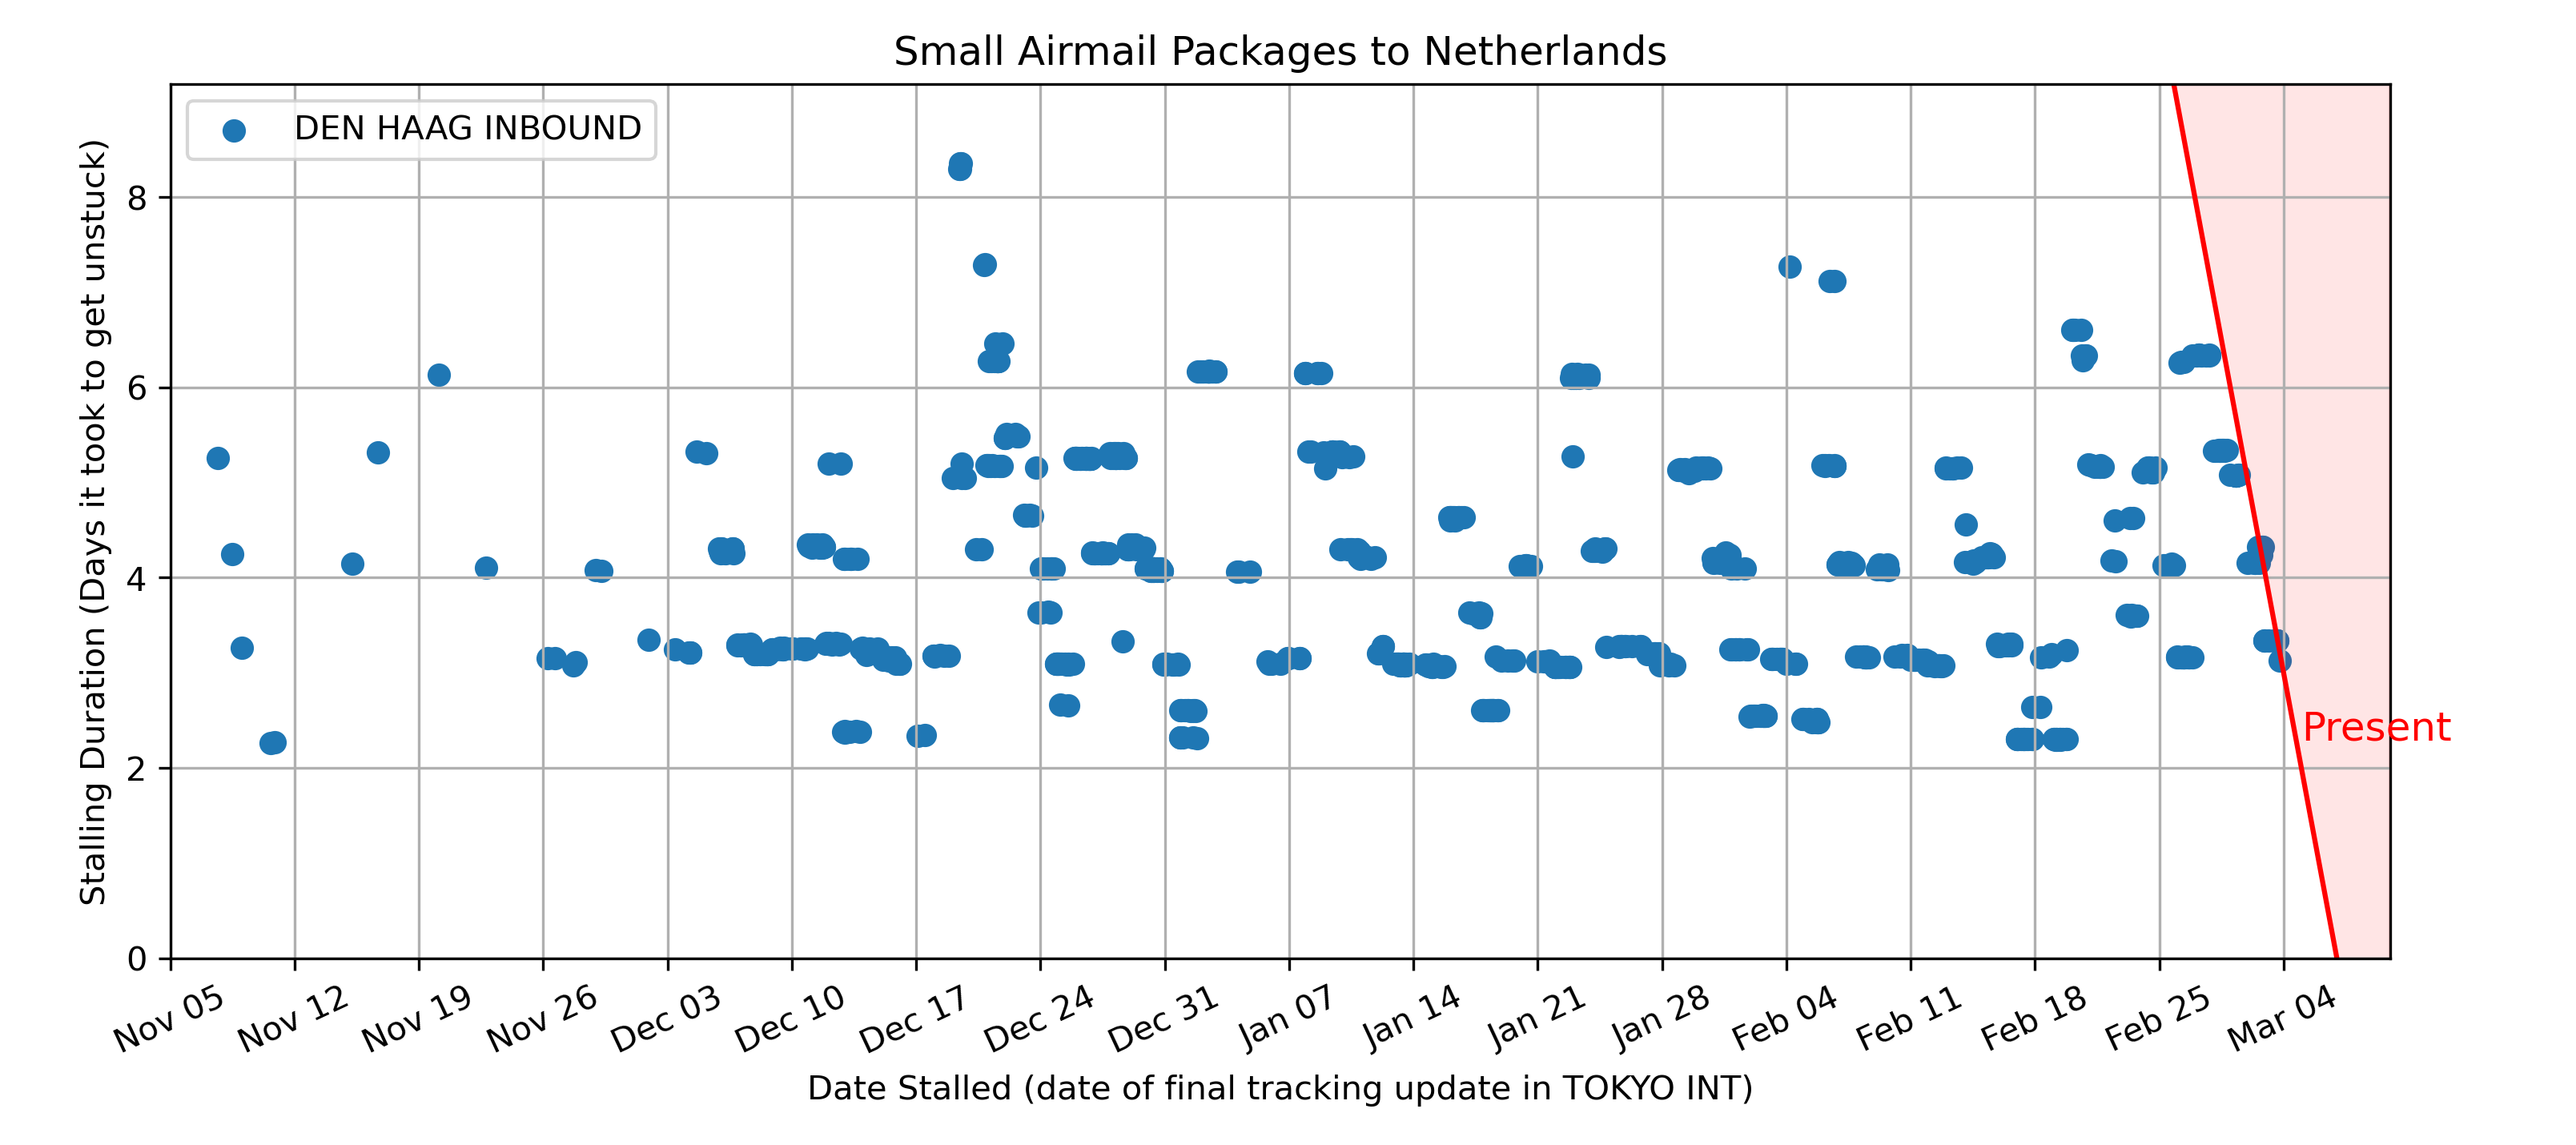 Small Airmail Packages to Netherlands
DEN HAAG INBOUND
Stalling Duration (Days it took to get unstuck)
8
6
4
2
0
Present
Nov 05
Nov 12
Nov 19
Nov 26
Dec 03
Dec 10
Dec 17
Dec 24
Dec 31
Jan 07
Jan 14
Jan 21
Jan 28
Feb 04
Feb 11
Feb 18
Feb 25
Mar 04
Date Stalled (date of final tracking update in TOKYO INT)